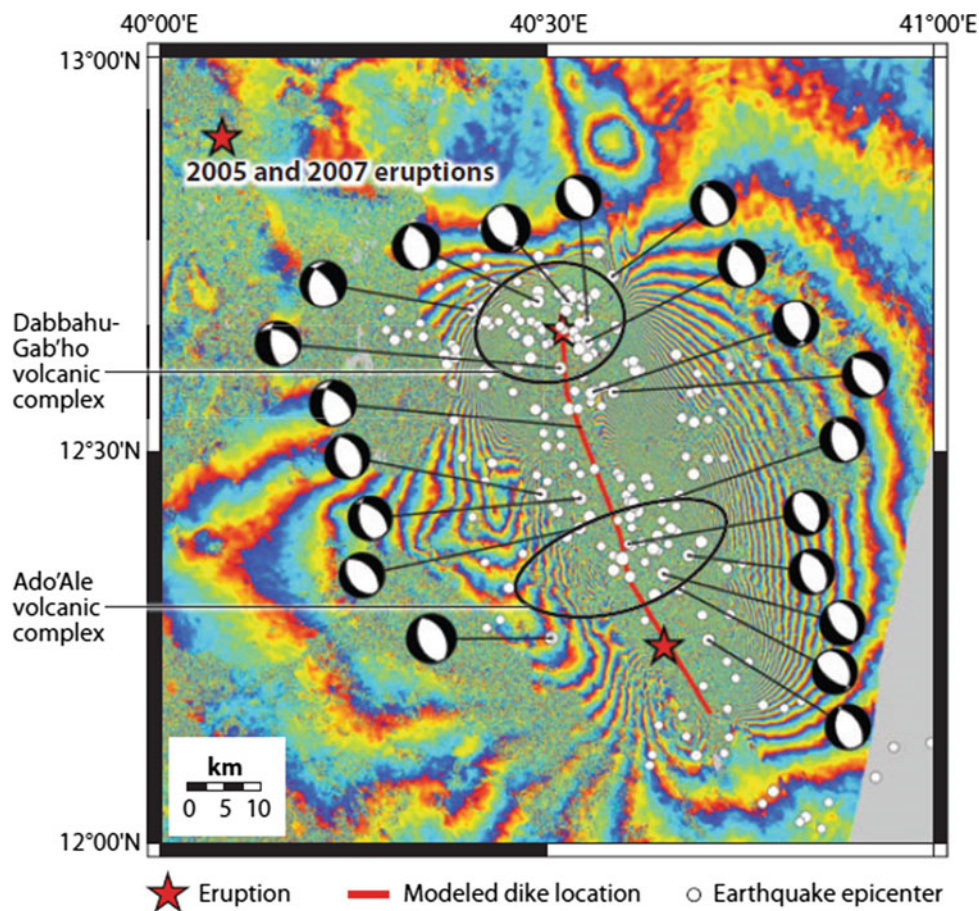 40°00'E
40°30'E
41°00'E
13°00'N
2005 and 2007 eruptions
Dabbahu-
Gab'ho
volcanic
complex
12°30'N
Ado'Ale
volcanic
complex
km
0 5 10
12°00'N
Eruption
Modeled dike location
Earthquake epicenter